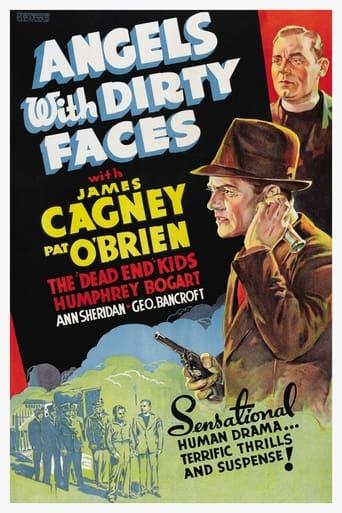 ANGELS
With DIRTY
FACES
with
JAMES
CAGNEY
PAT O'BRIEN
THE 'DEAD END' KIDS
HUMPHREY BOGART
ANN SHERIDAN - GEO. BANCROFT
Sensational
HUMAN DRAMA...
TERRIFIC THRILLS
AND SUSPENSE!